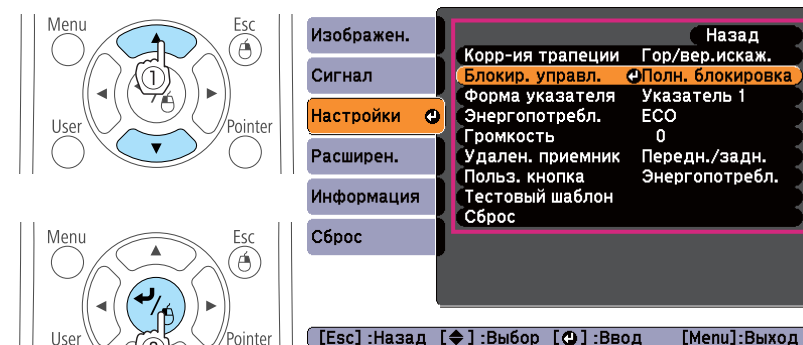 Menu
Esc
1
User
Pointer
Menu
Esc
User
Pointer
Изображен.
Сигнал
Настройки
Расширен.
Информация
Сброс
Назад
Корр-ия трапеции Гор/вер.искаж.
Блокир. управл. Полн. блокировка
Форма указателя Указатель 1
Энергопотребл. ECO
Громкость 0
Удален. приемник Передн./задн.
Польз. кнопка Энергопотребл.
Тестовый шаблон
Сброс
[Esc] :Назад [◆] :Выбор [⏎] :Ввод [Menu]:Выход